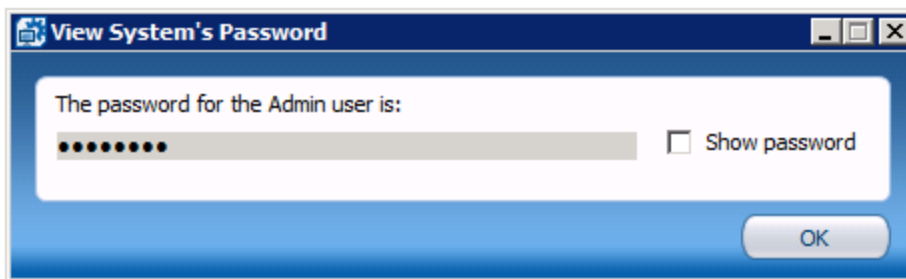 View System's Password
The password for the Admin user is:
••••••••
Show password
OK